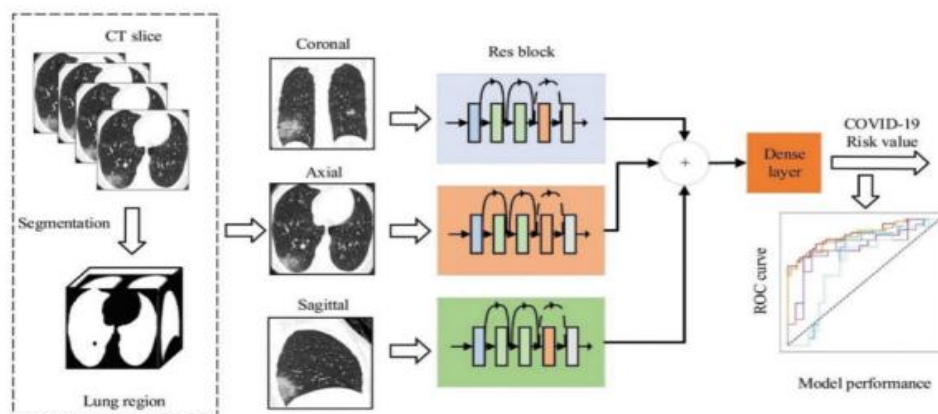 CT slice
Segmentation
Lung region
Coronal
Axial
Sagittal
Res block
+
Dense
layer
COVID-19
Risk value
ROC curve
Model performance